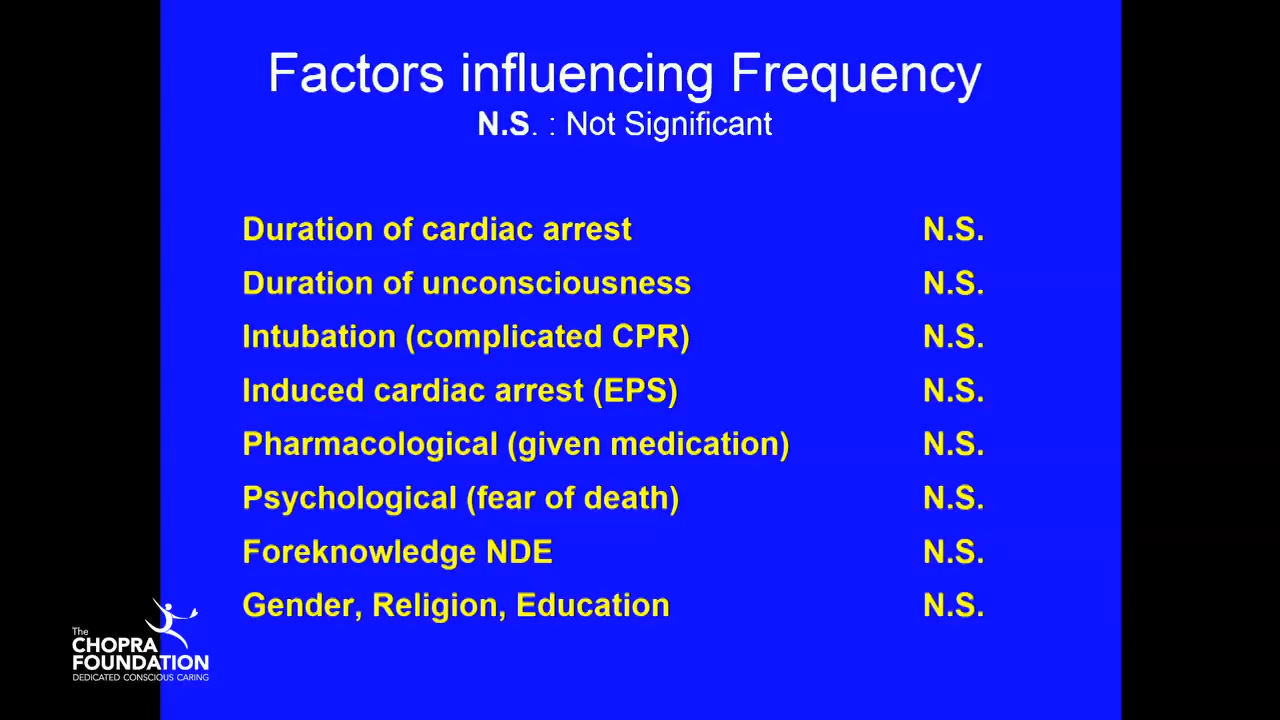 Factors influencing Frequency
N.S. : Not Significant
Duration of cardiac arrest N.S.
Duration of unconsciousness N.S.
Intubation (complicated CPR) N.S.
Induced cardiac arrest (EPS) N.S.
Pharmacological (given medication) N.S.
Psychological (fear of death) N.S.
Foreknowledge NDE N.S.
Gender, Religion, Education N.S.
The
CHOPRA
FOUNDATION
DEDICATED CONSCIOUS CARING